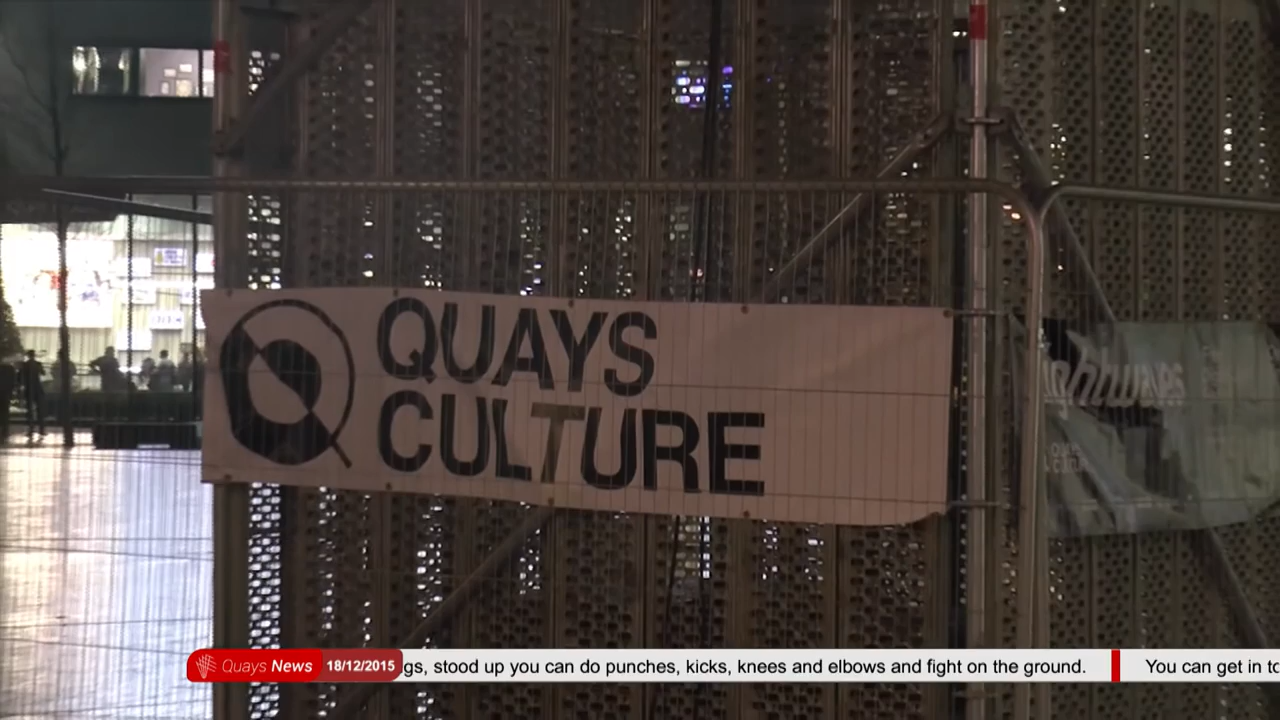 QUAYS
CULTURE
Quays News 18/12/2015 gs, stood up you can do punches, kicks, knees and elbows and fight on the ground. You can get in to